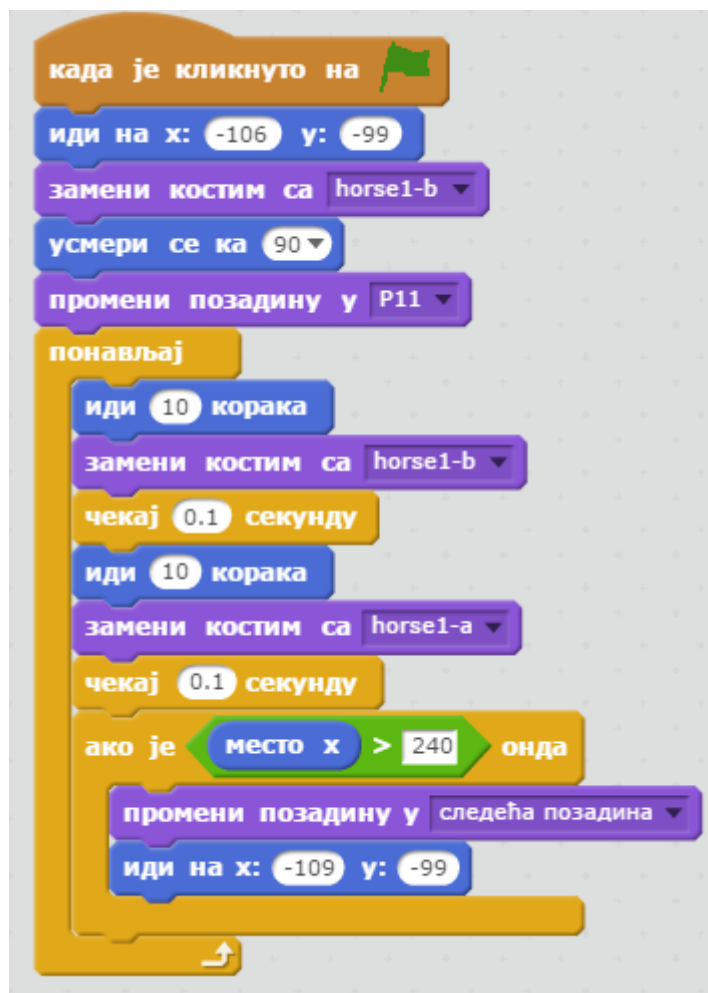 када је кликнуто на
иди на x: -106 y: -99
замени костим са horse1-b
усмери се ка 90
промени позадину у P11
понављај
иди 10 корака
замени костим са horse1-b
чекај 0.1 секунду
иди 10 корака
замени костим са horse1-a
чекај 0.1 секунду
ако је место x > 240 онда
промени позадину у следећа позадина
иди на x: -109 y: -99